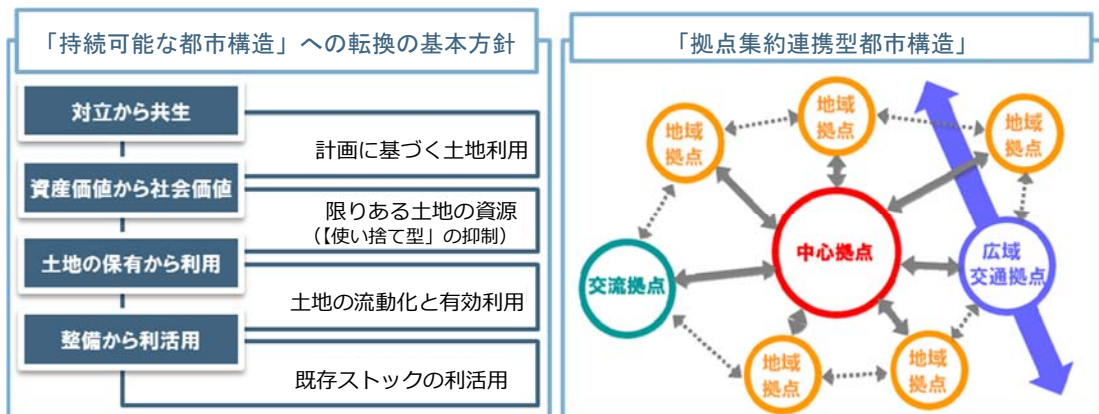 「持続可能な都市構造」への転換の基本方針
対立から共生
計画に基づく土地利用
資産価値から社会価値
限りある土地の資源
（【使い捨て型」の抑制）
土地の保有から利用
土地の流動化と有効利用
整備から利活用
既存ストックの利活用
「拠点集約連携型都市構造」
地域
拠点
地域
拠点
地域
拠点
中心拠点
広域
交通拠点
交流拠点
地域
拠点
地域
拠点